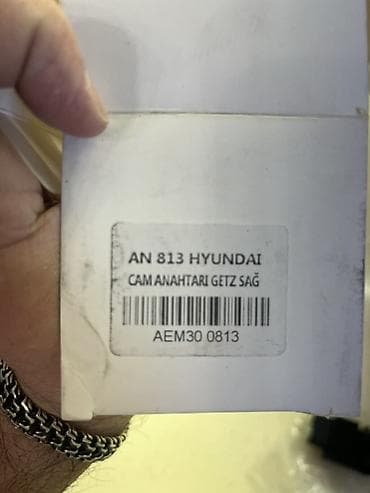 AN 813 HYUNDAI
CAM ANAHTARI GETZ SAĞ
AEM30 0813